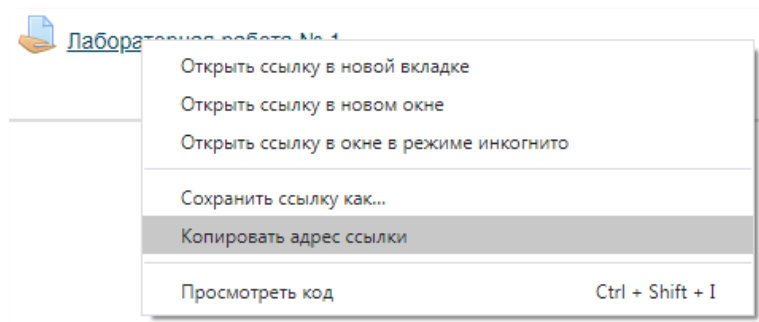 Лабораторная работа № 1
Открыть ссылку в новой вкладке
Открыть ссылку в новом окне
Открыть ссылку в окне в режиме инкогнито
Сохранить ссылку как...
Копировать адрес ссылки
Просмотреть код Ctrl + Shift + I